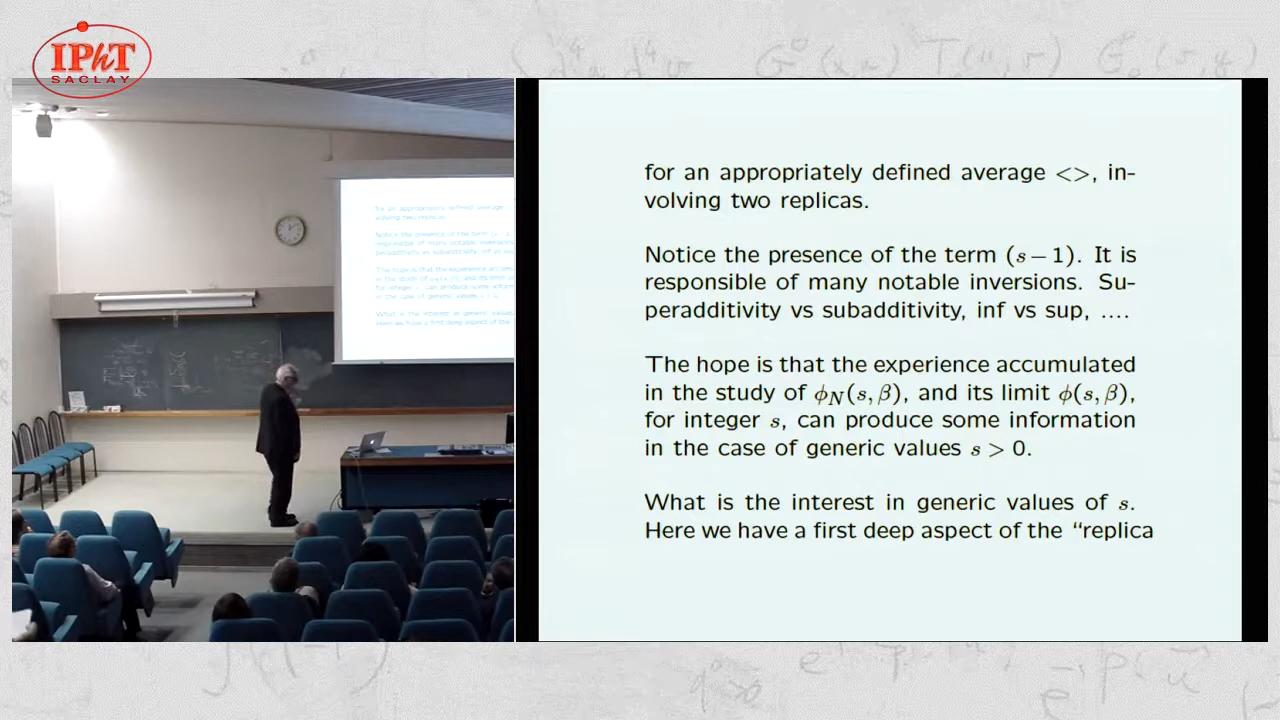 IPhT
SACLAY
for an appropriately defined average <>, in-
volving two replicas.
Notice the presence of the term (s − 1). It is
responsible of many notable inversions. Su-
peradditivity vs subadditivity, inf vs sup, ....
The hope is that the experience accumulated
in the study of ϕ_N(s, β), and its limit ϕ(s, β),
for integer s, can produce some information
in the case of generic values s > 0.
What is the interest in generic values of s.
Here we have a first deep aspect of the “replica